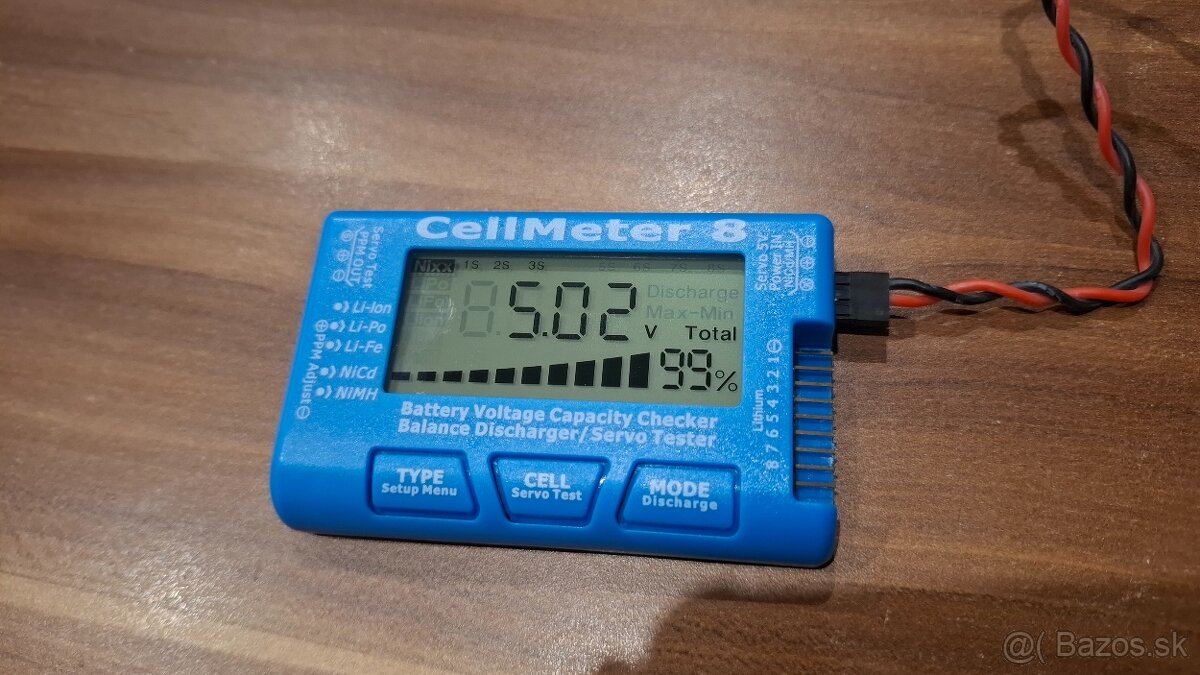 CellMeter 8
Servo Test
PPM OUT
Servo 5V
Power IN
NiCd/MH
Nixx 1S 2S 3S 5S 6S 7S 8S
5.02 V
Discharge
Max-Min
Total
99%
Li-Ion
Li-Po
Li-Fe
NiCd
NiMH
PPM Adjust
Lithium
8 7 6 5 4 3 2 1
Battery Voltage Capacity Checker
Balance Discharger/Servo Tester
TYPE
Setup Menu
CELL
Servo Test
MODE
Discharge
@( Bazos.sk